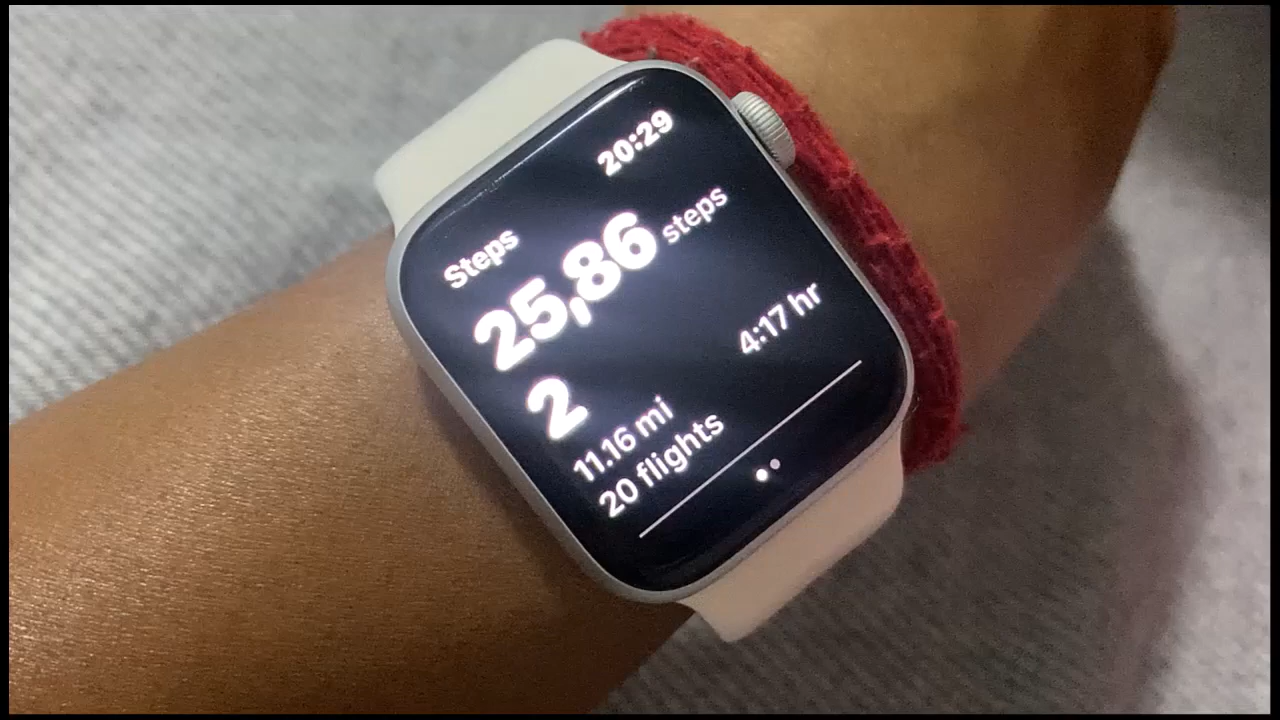 20:29
Steps
25,86 steps
2
4:17 hr
11.16 mi
20 flights